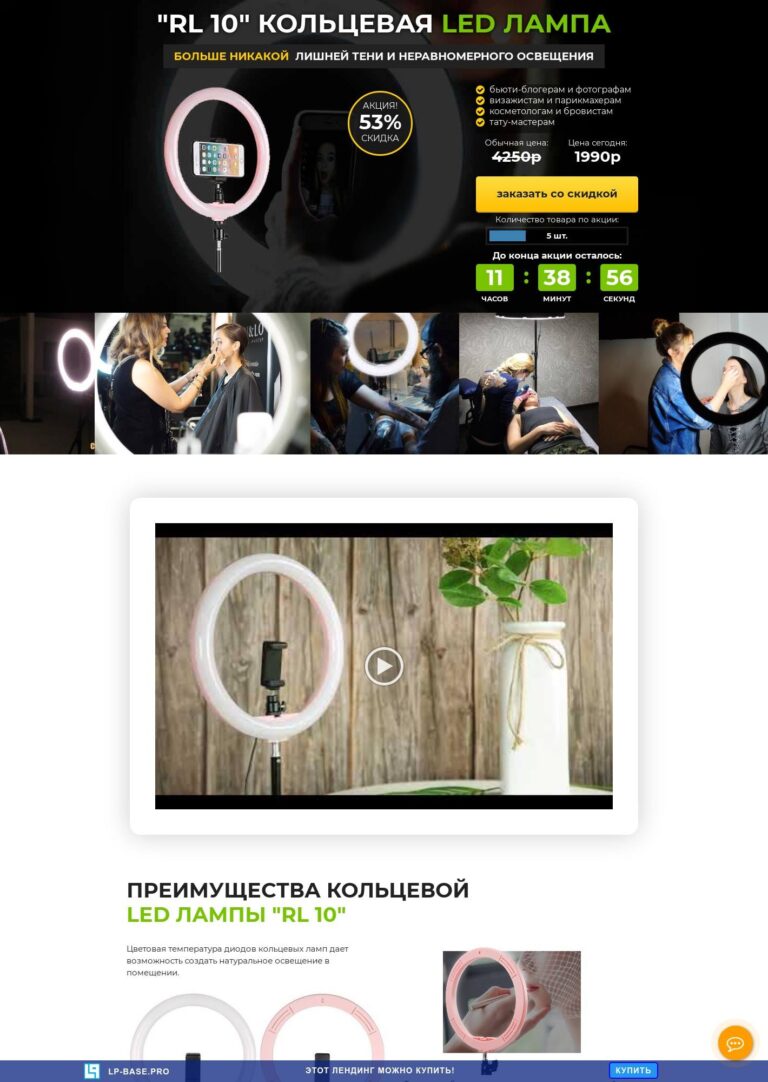 "RL 10" КОЛЬЦЕВАЯ LED ЛАМПА
БОЛЬШЕ НИКАКОЙ ЛИШНЕЙ ТЕНИ И НЕРАВНОМЕРНОГО ОСВЕЩЕНИЯ
АКЦИЯ!
53%
СКИДКА
бьюти-блогерам и фотографам
визажистам и парикмахерам
косметологам и бровистам
тату-мастерам
Обычная цена: Цена сегодня:
4250р 1990р
заказать со скидкой
Количество товара по акции:
5 шт.
До конца акции осталось:
11 : 38 : 56
ЧАСОВ МИНУТ СЕКУНД
ПРЕИМУЩЕСТВА КОЛЬЦЕВОЙ
LED ЛАМПЫ "RL 10"
Цветовая температура диодов кольцевых ламп дает
возможность создать натуральное освещение в
помещении.
LP-BASE.PRO ЭТОТ ЛЕНДИНГ МОЖНО КУПИТЬ! КУПИТЬ